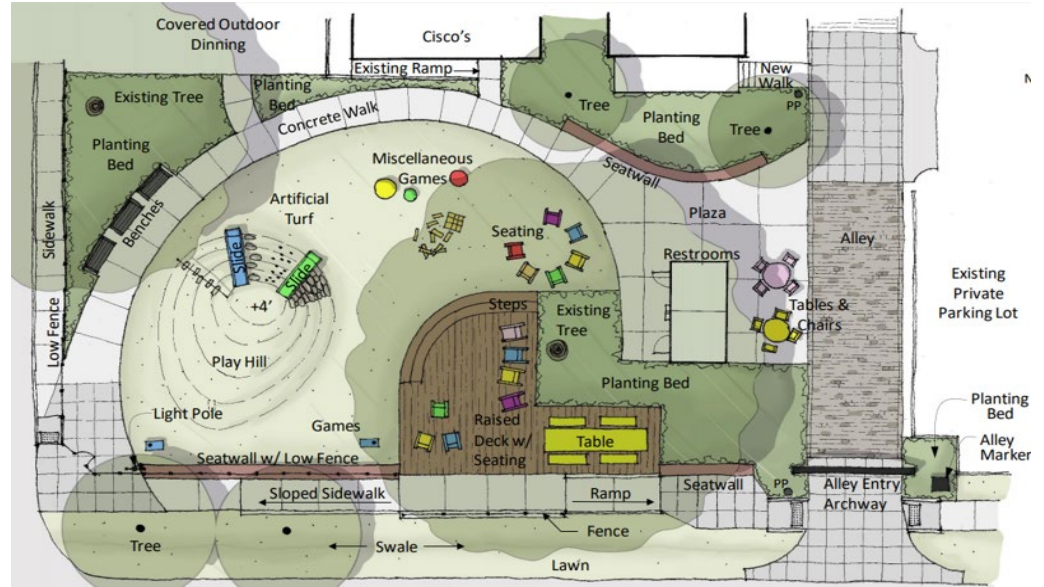 Covered Outdoor
Dinning
Cisco's
Existing Ramp
New
Walk
N
Existing Tree
Planting
Bed
Planting
Bed
Concrete Walk
Tree
Planting
Bed
Tree
PP
Miscellaneous
Games
Seatwall
Sidewalk
Benches
Artificial
Turf
Slide
Slide
+4'
Play Hill
Seating
Plaza
Restrooms
Alley
Tables &
Chairs
Existing
Private
Parking Lot
Low Fence
Steps
Existing
Tree
Planting Bed
Light Pole
Games
Raised
Deck w/
Seating
Table
Planting
Bed
Alley
Marker
Seatwall w/ Low Fence
Sloped Sidewalk
Ramp
Seatwall
PP
Alley Entry
Archway
Fence
Tree
Swale
Lawn